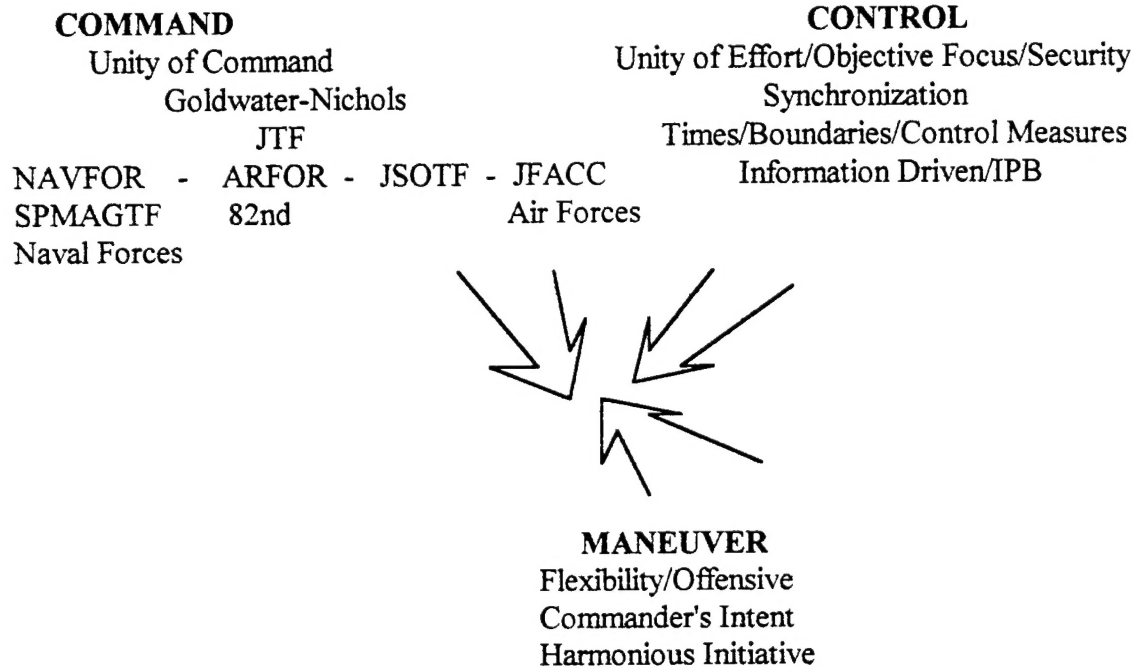 COMMAND
Unity of Command
Goldwater-Nichols
JTF
NAVFOR - ARFOR - JSOTF - JFACC
SPMAGTF 82nd Air Forces
Naval Forces
CONTROL
Unity of Effort/Objective Focus/Security
Synchronization
Times/Boundaries/Control Measures
Information Driven/IPB
MANEUVER
Flexibility/Offensive
Commander's Intent
Harmonious Initiative